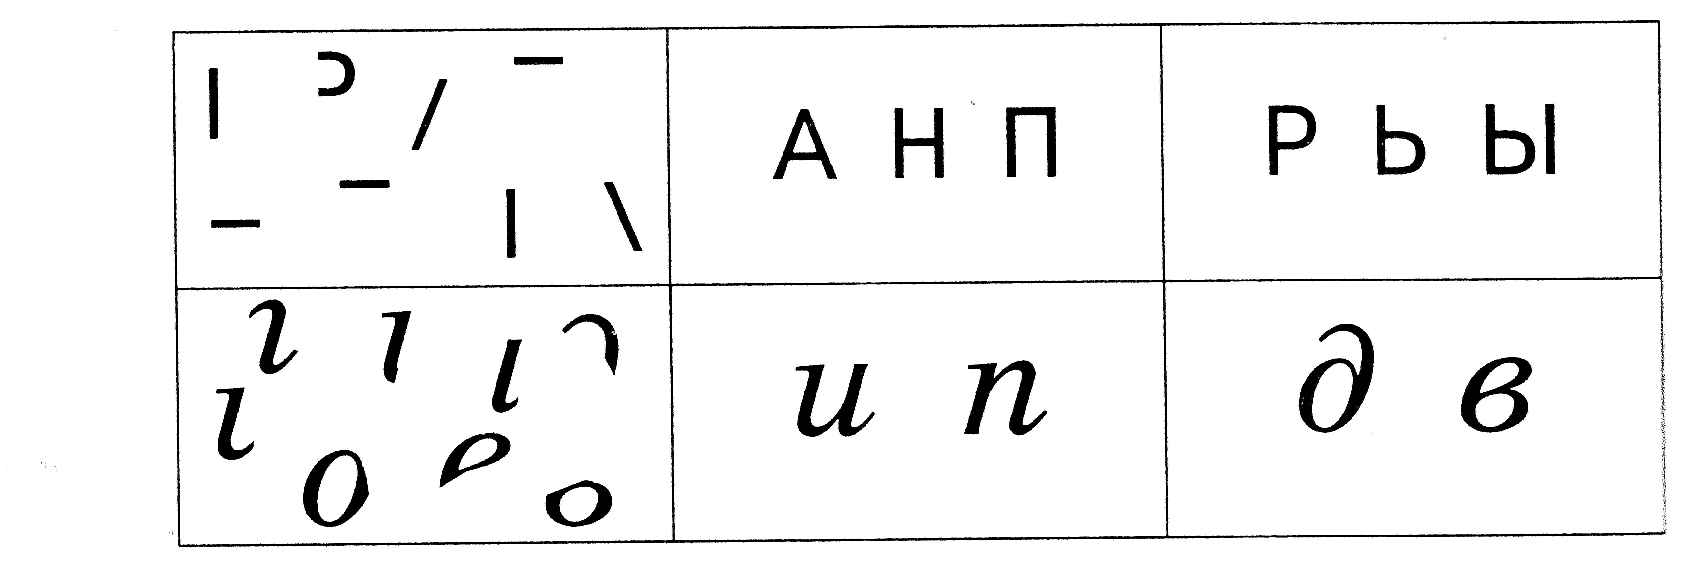 А Н П
Р Ь Ы
и п
д в